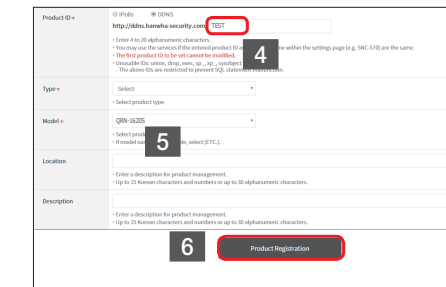 Product ID *
iPolis DDNS
http://ddns.hanwha-security.com/ TEST
4
• Enter 4 to 20 alphanumeric characters.
• You may use the services if the entered product ID a me within the settings page (e.g. SNC-570) are the same.
• The first product ID to be set cannot be modified.
• Unusable IDs: union, drop, exec, sp_, xp_, sysobject
- The above IDs are restricted to prevent SQL statement malfunction.
Type *
Select
• Select product type.
Model *
QRN-1620S
5
• Select prod
• If model nam le, select [ETC.].
Location
• Enter a description for product management.
• Up to 15 Korean characters and numbers or up to 30 alphanumeric characters.
Description
• Enter a description for product management.
• Up to 15 Korean characters and numbers or up to 30 alphanumeric characters.
6
Product Registration